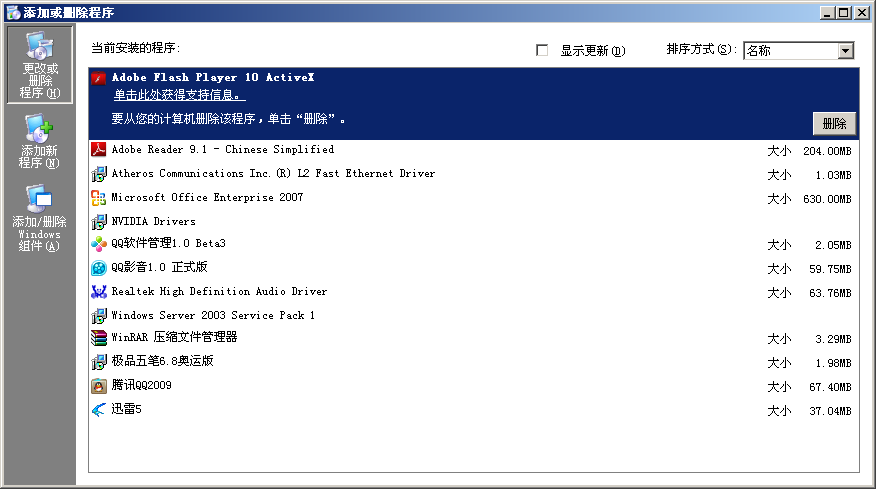 添加或删除程序
更改或
删除
程序(H)
添加新
程序(N)
添加/删除
Windows
组件(A)
当前安装的程序:
显示更新(D)
排序方式(S):
名称
Adobe Flash Player 10 ActiveX
单击此处获得支持信息。
要从您的计算机删除该程序，单击“删除”。
删除
Adobe Reader 9.1 - Chinese Simplified 大小 204.00MB
Atheros Communications Inc.(R) L2 Fast Ethernet Driver 大小 1.03MB
Microsoft Office Enterprise 2007 大小 630.00MB
NVIDIA Drivers
QQ软件管理1.0 Beta3 大小 2.05MB
QQ影音1.0 正式版 大小 59.75MB
Realtek High Definition Audio Driver 大小 63.76MB
Windows Server 2003 Service Pack 1
WinRAR 压缩文件管理器 大小 3.29MB
极品五笔6.8奥运版 大小 1.98MB
腾讯QQ2009 大小 67.40MB
迅雷5 大小 37.04MB